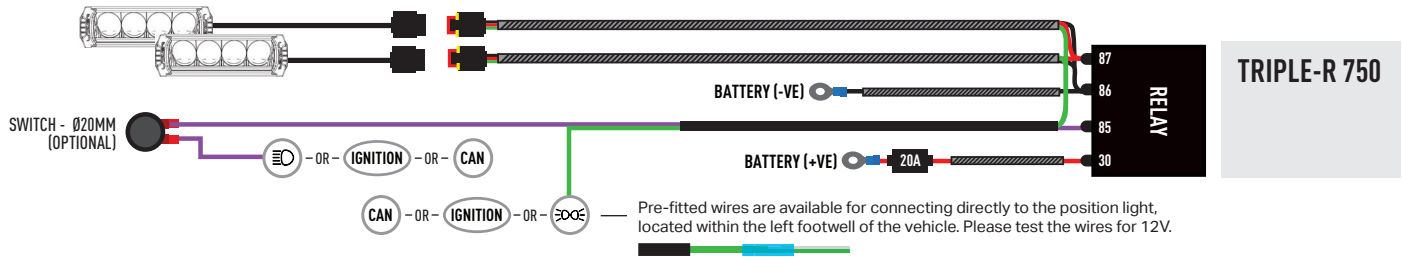 87
BATTERY (-VE)
86
RELAY
TRIPLE-R 750
SWITCH - Ø20MM
(OPTIONAL)
85
-OR- IGNITION -OR- CAN
BATTERY (+VE)
20A
30
CAN -OR- IGNITION -OR-
Pre-fitted wires are available for connecting directly to the position light,
located within the left footwell of the vehicle. Please test the wires for 12V.